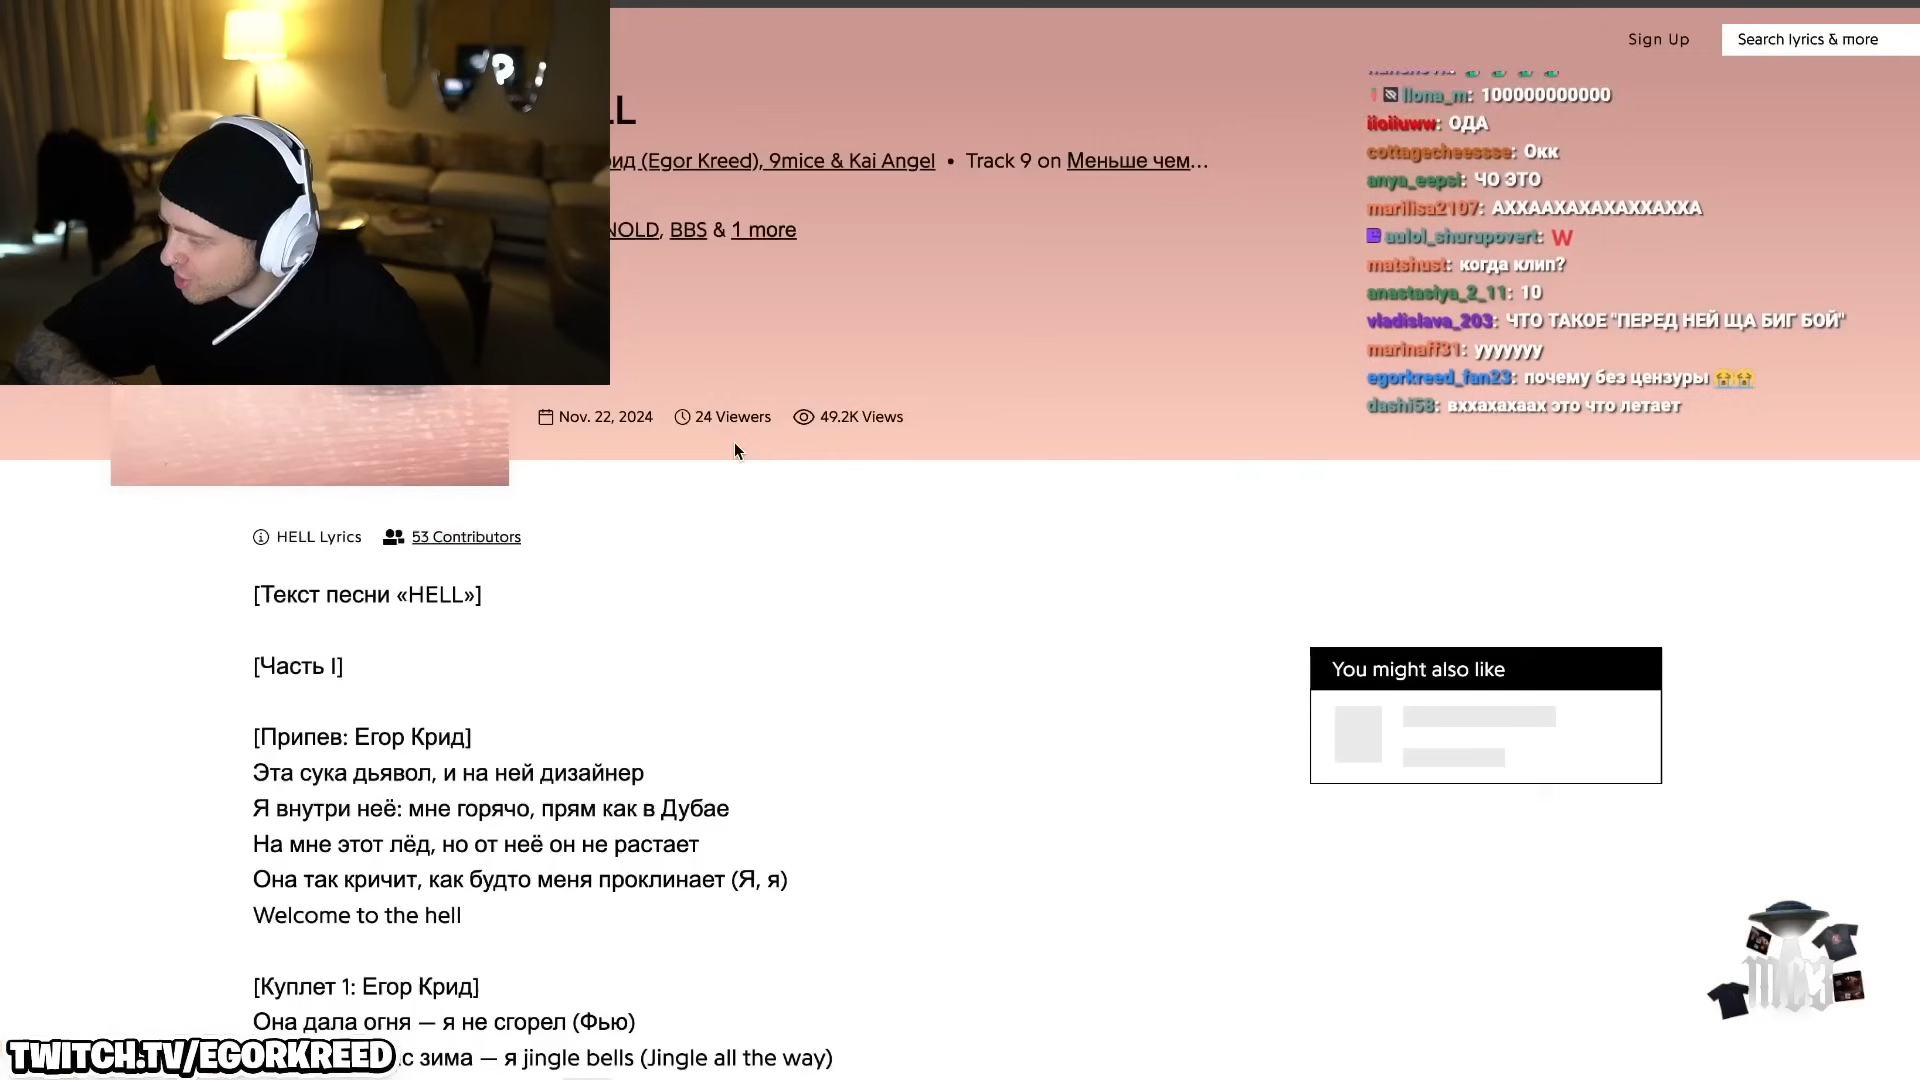 Sign Up
Search lyrics & more
LL
ид (Egor Kreed), 9mice & Kai Angel • Track 9 on Меньше чем...
NOLD, BBS & 1 more
llona_m: 100000000000
iioiiuww: ОДА
cottagecheessse: Окк
anya_eepsi: ЧО ЭТО
marilisa2107: АХХААХАХАХАХХАХХА
aulol_shurupovert: W
matshust: когда клип?
anastasiya_2_11: 10
vladislava_203: ЧТО ТАКОЕ "ПЕРЕД НЕЙ ЩА БИГ БОЙ"
marinaff31: ууууууу
egorkreed_fan23: почему без цензуры 😭😭
dashi58: вххахахаах это что летает
Nov. 22, 2024 24 Viewers 49.2K Views
HELL Lyrics 53 Contributors
[Текст песни «HELL»]
[Часть I]
[Припев: Егор Крид]
Эта сука дьявол, и на ней дизайнер
Я внутри неё: мне горячо, прям как в Дубае
На мне этот лёд, но от неё он не растает
Она так кричит, как будто меня проклинает (Я, я)
Welcome to the hell
[Куплет 1: Егор Крид]
Она дала огня — я не сгорел (Фью)
с зима — я jingle bells (Jingle all the way)
You might also like
mc3
TWITCH.TV/EGORKREED